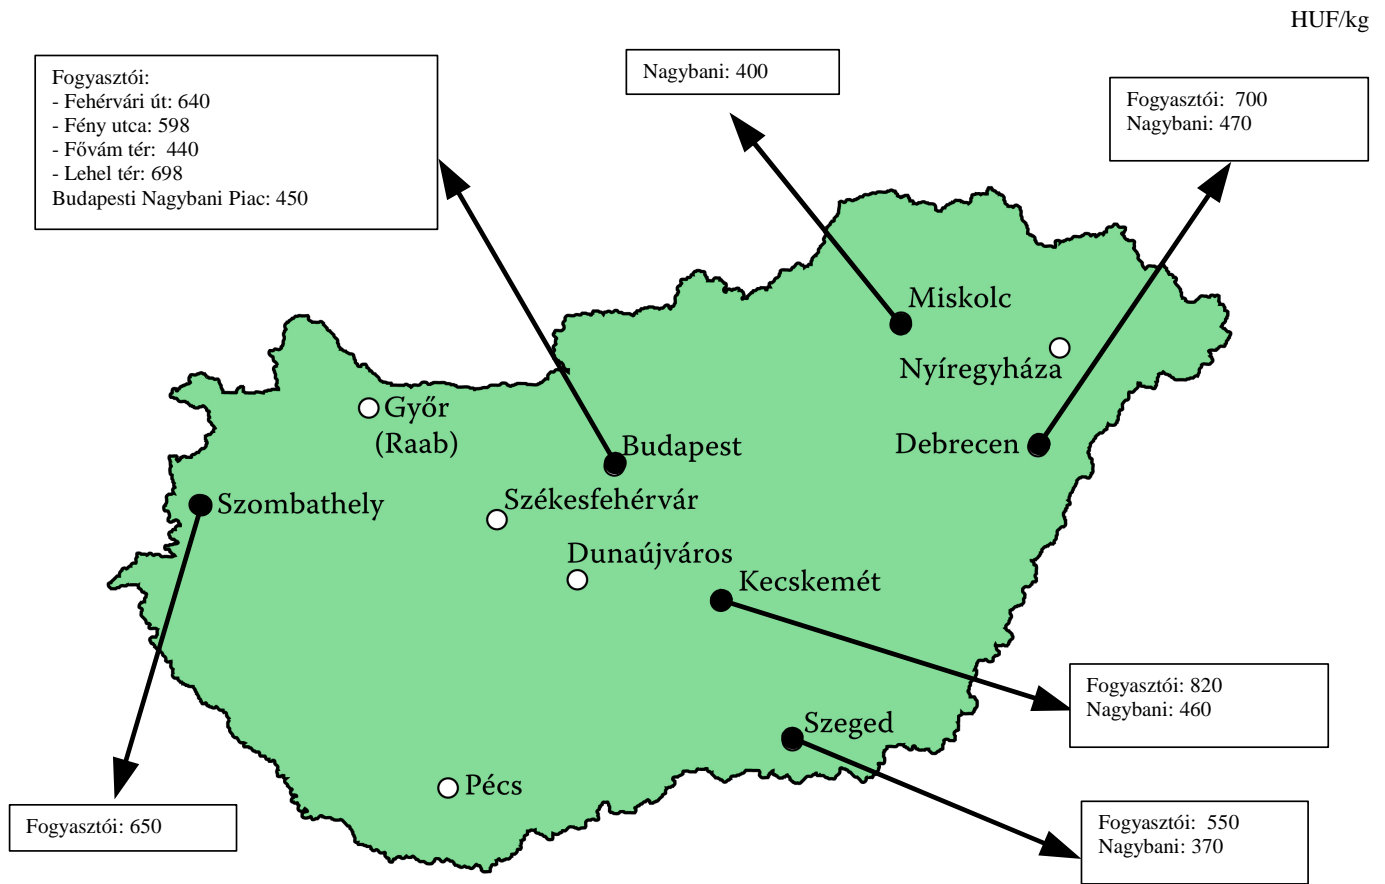 HUF/kg
Fogyasztói:
- Fehérvári út: 640
- Fény utca: 598
- Fővám tér:  440
- Lehel tér: 698
Budapesti Nagybani Piac: 450
Nagybani: 400
Fogyasztói:  700
Nagybani: 470
Miskolc
Nyíregyháza
Győr
(Raab)
Budapest
Debrecen
Szombathely
Székesfehérvár
Dunaújváros
Kecskemét
Fogyasztói: 820
Nagybani: 460
Szeged
Pécs
Fogyasztói: 650
Fogyasztói:  550
Nagybani: 370